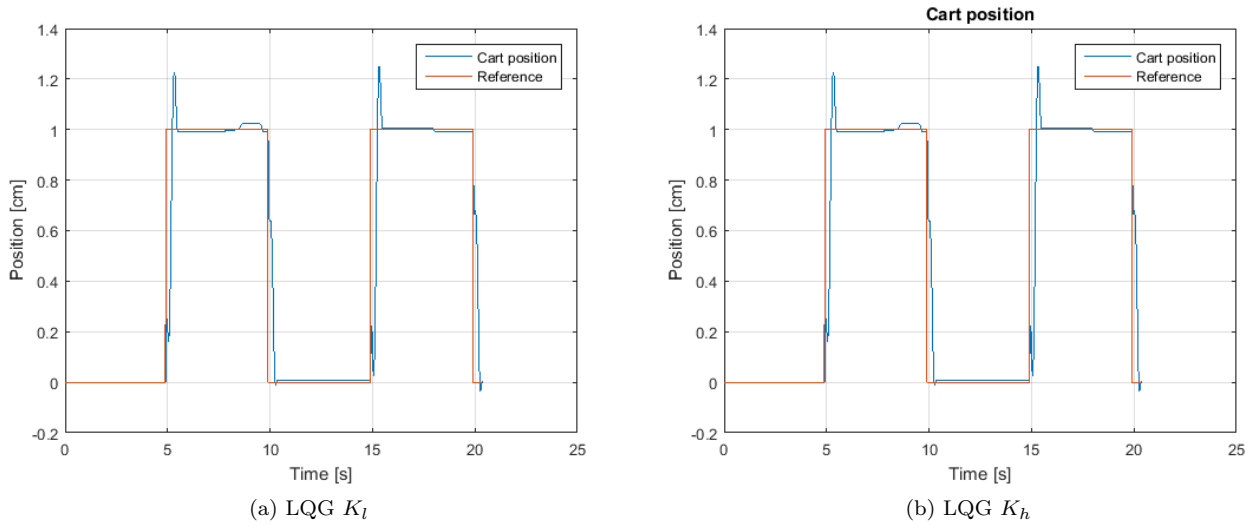 1.4
1.2
1
0.8
0.6
0.4
0.2
0
-0.2
Position [cm]
Cart position
Reference
0 5 10 15 20 25
Time [s]
(a) LQG K_l
Cart position
1.4
1.2
1
0.8
0.6
0.4
0.2
0
-0.2
Position [cm]
Cart position
Reference
0 5 10 15 20 25
Time [s]
(b) LQG K_h